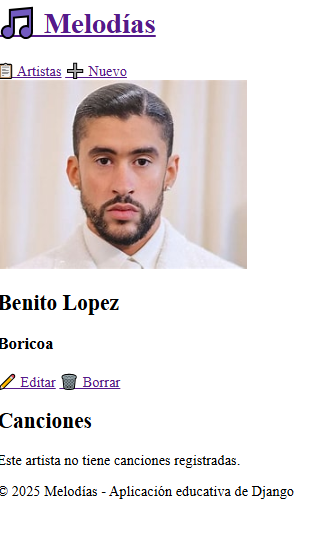 Melodías
Artistas Nuevo
Benito Lopez
Boricoa
Editar Borrar
Canciones
Este artista no tiene canciones registradas.
© 2025 Melodías - Aplicación educativa de Django